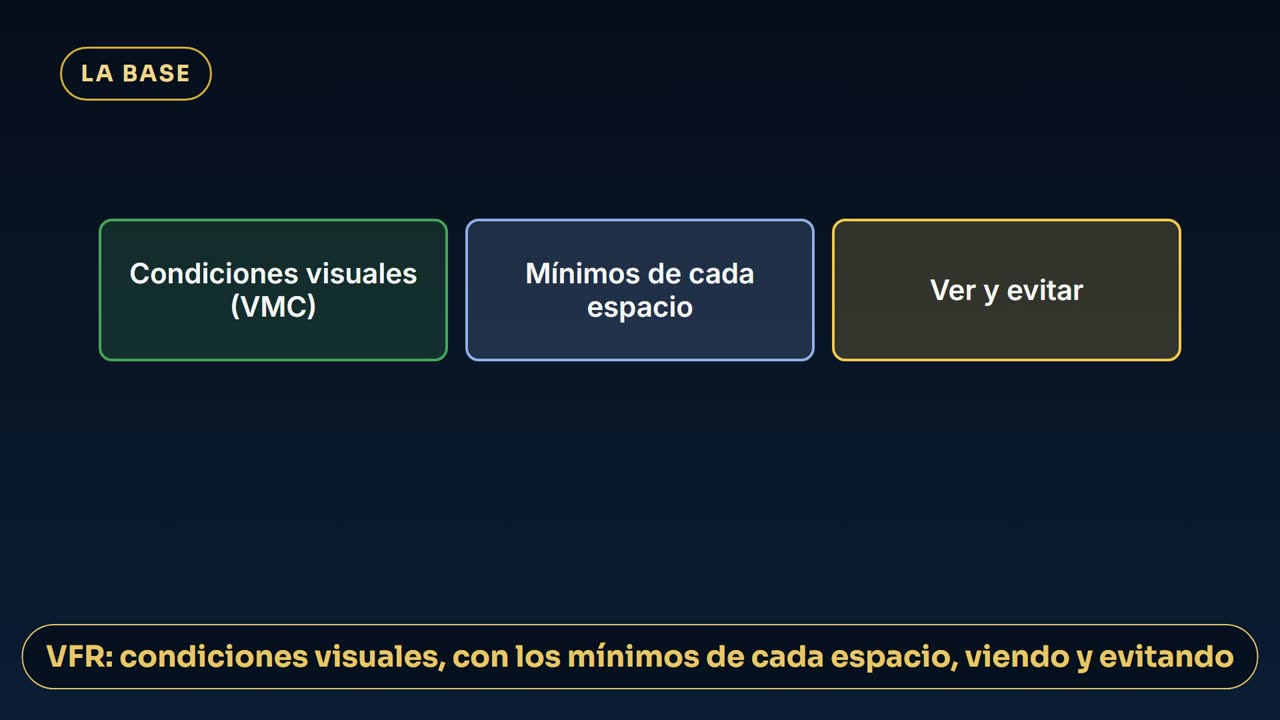 LA BASE
Condiciones visuales
(VMC)
Mínimos de cada
espacio
Ver y evitar
VFR: condiciones visuales, con los mínimos de cada espacio, viendo y evitando